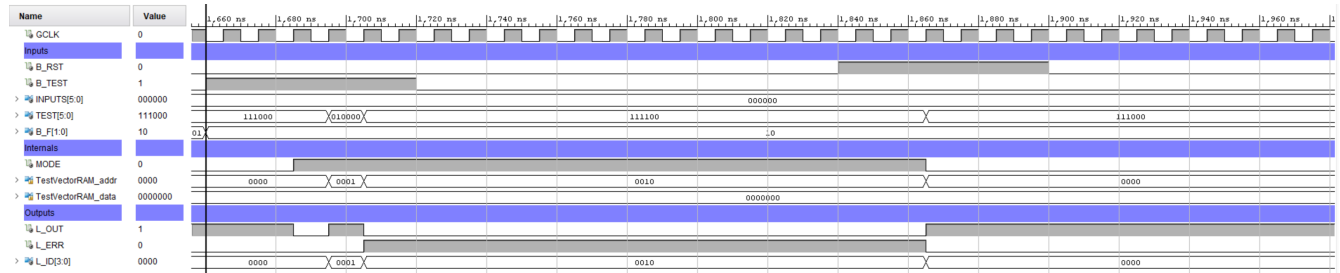 Name Value 1,660 ns 1,680 ns 1,700 ns 1,720 ns 1,740 ns 1,760 ns 1,780 ns 1,800 ns 1,820 ns 1,840 ns 1,860 ns 1,880 ns 1,900 ns 1,920 ns 1,940 ns 1,960 ns
GCLK 0
Inputs
B_RST 0
B_TEST 1
INPUTS[5:0] 000000 000000
TEST[5:0] 111000 111000 010000 111100 111000
B_F[1:0] 10 01
Internals
MODE 0
TestVectorRAM_addr 0000 0000 0001 0010 0000
TestVectorRAM_data 0000000 0000000
Outputs
L_OUT 1
L_ERR 0
L_ID[3:0] 0000 0000 0001 0010 0000